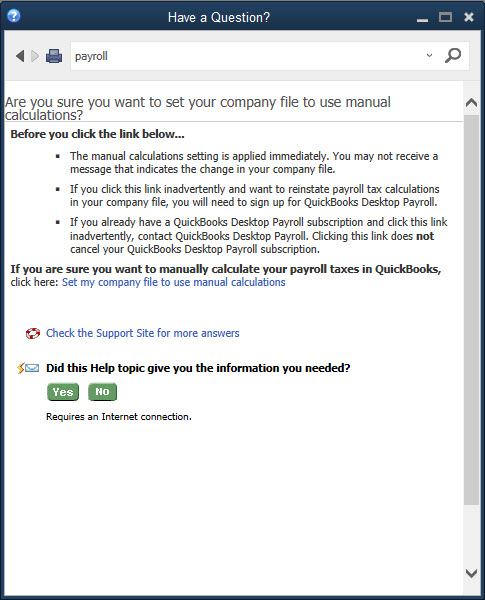 Have a Question?
payroll
Are you sure you want to set your company file to use manual
calculations?
Before you click the link below...
▪ The manual calculations setting is applied immediately. You may not receive a
message that indicates the change in your company file.
▪ If you click this link inadvertently and want to reinstate payroll tax calculations
in your company file, you will need to sign up for QuickBooks Desktop Payroll.
▪ If you already have a QuickBooks Desktop Payroll subscription and click this link
inadvertently, contact QuickBooks Desktop Payroll. Clicking this link does not
cancel your QuickBooks Desktop Payroll subscription.
If you are sure you want to manually calculate your payroll taxes in QuickBooks,
click here: Set my company file to use manual calculations
Check the Support Site for more answers
Did this Help topic give you the information you needed?
Yes No
Requires an Internet connection.